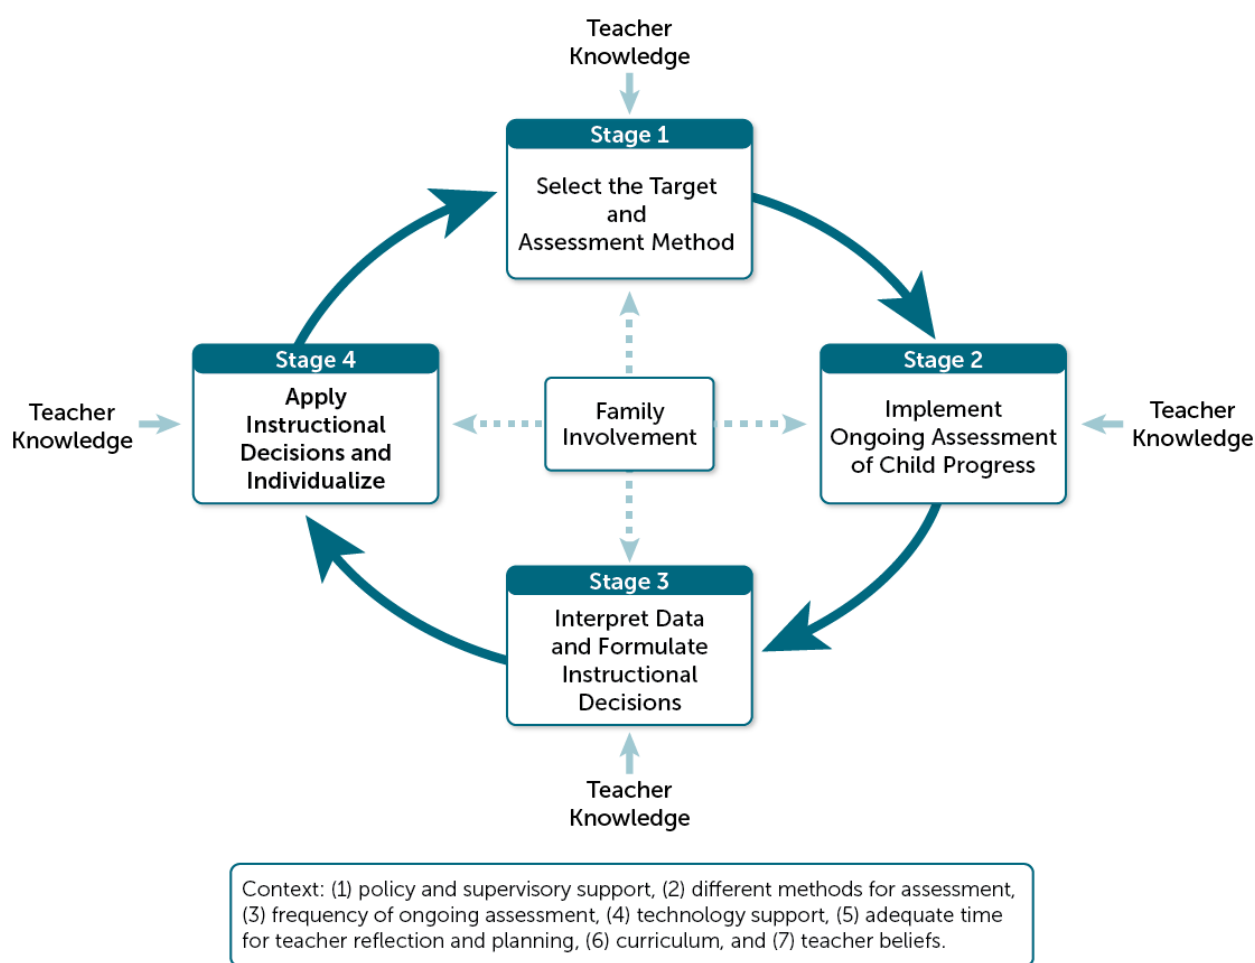 Teacher
Knowledge
Stage 1
Select the Target
and
Assessment Method
Stage 4
Apply
Instructional
Decisions and
Individualize
Teacher
Knowledge
Family
Involvement
Stage 2
Implement
Ongoing Assessment
of Child Progress
Teacher
Knowledge
Stage 3
Interpret Data
and Formulate
Instructional
Decisions
Teacher
Knowledge
Context: (1) policy and supervisory support, (2) different methods for assessment,
(3) frequency of ongoing assessment, (4) technology support, (5) adequate time
for teacher reflection and planning, (6) curriculum, and (7) teacher beliefs.